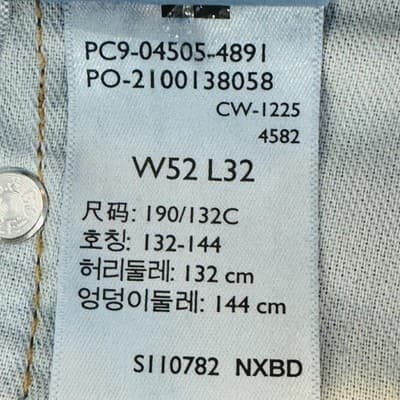 PC9-04505-4891
PO-2100138058
CW-1225
4582
W52 L32
尺码: 190/132C
호칭: 132-144
허리둘레: 132 cm
엉덩이둘레: 144 cm
S110782 NXBD